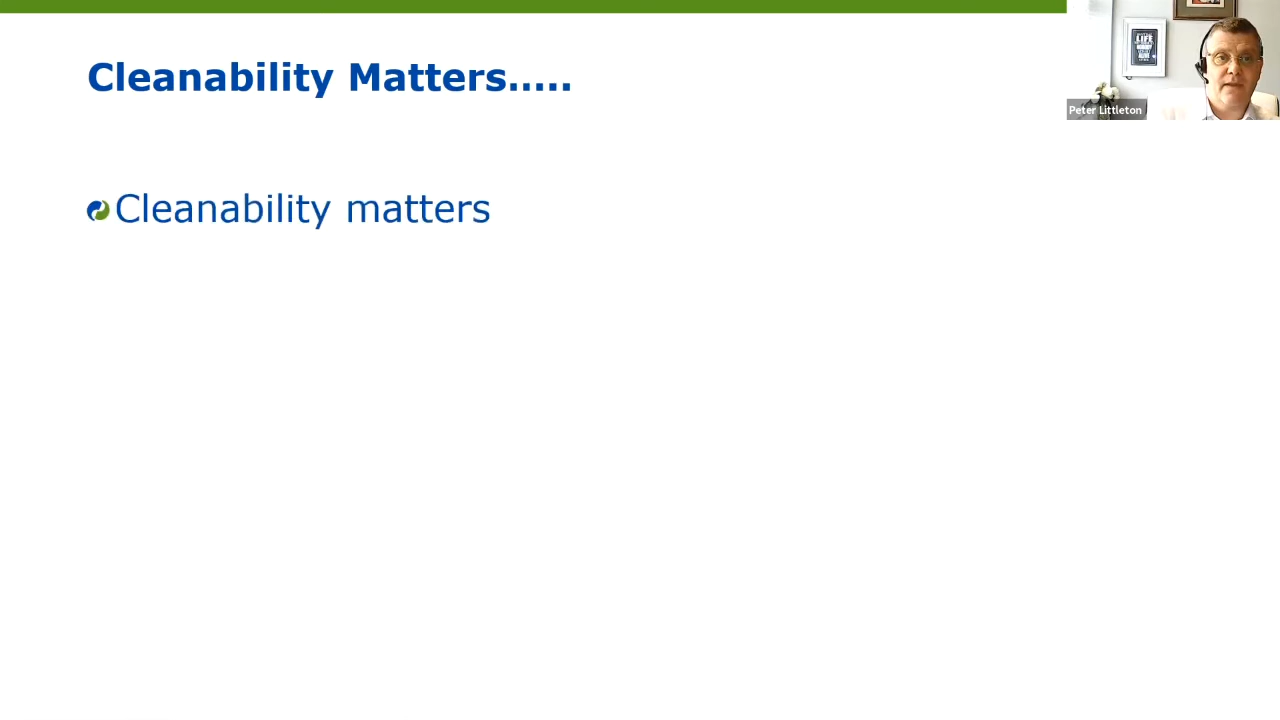 Cleanability Matters.....
Peter Littleton
Cleanability matters